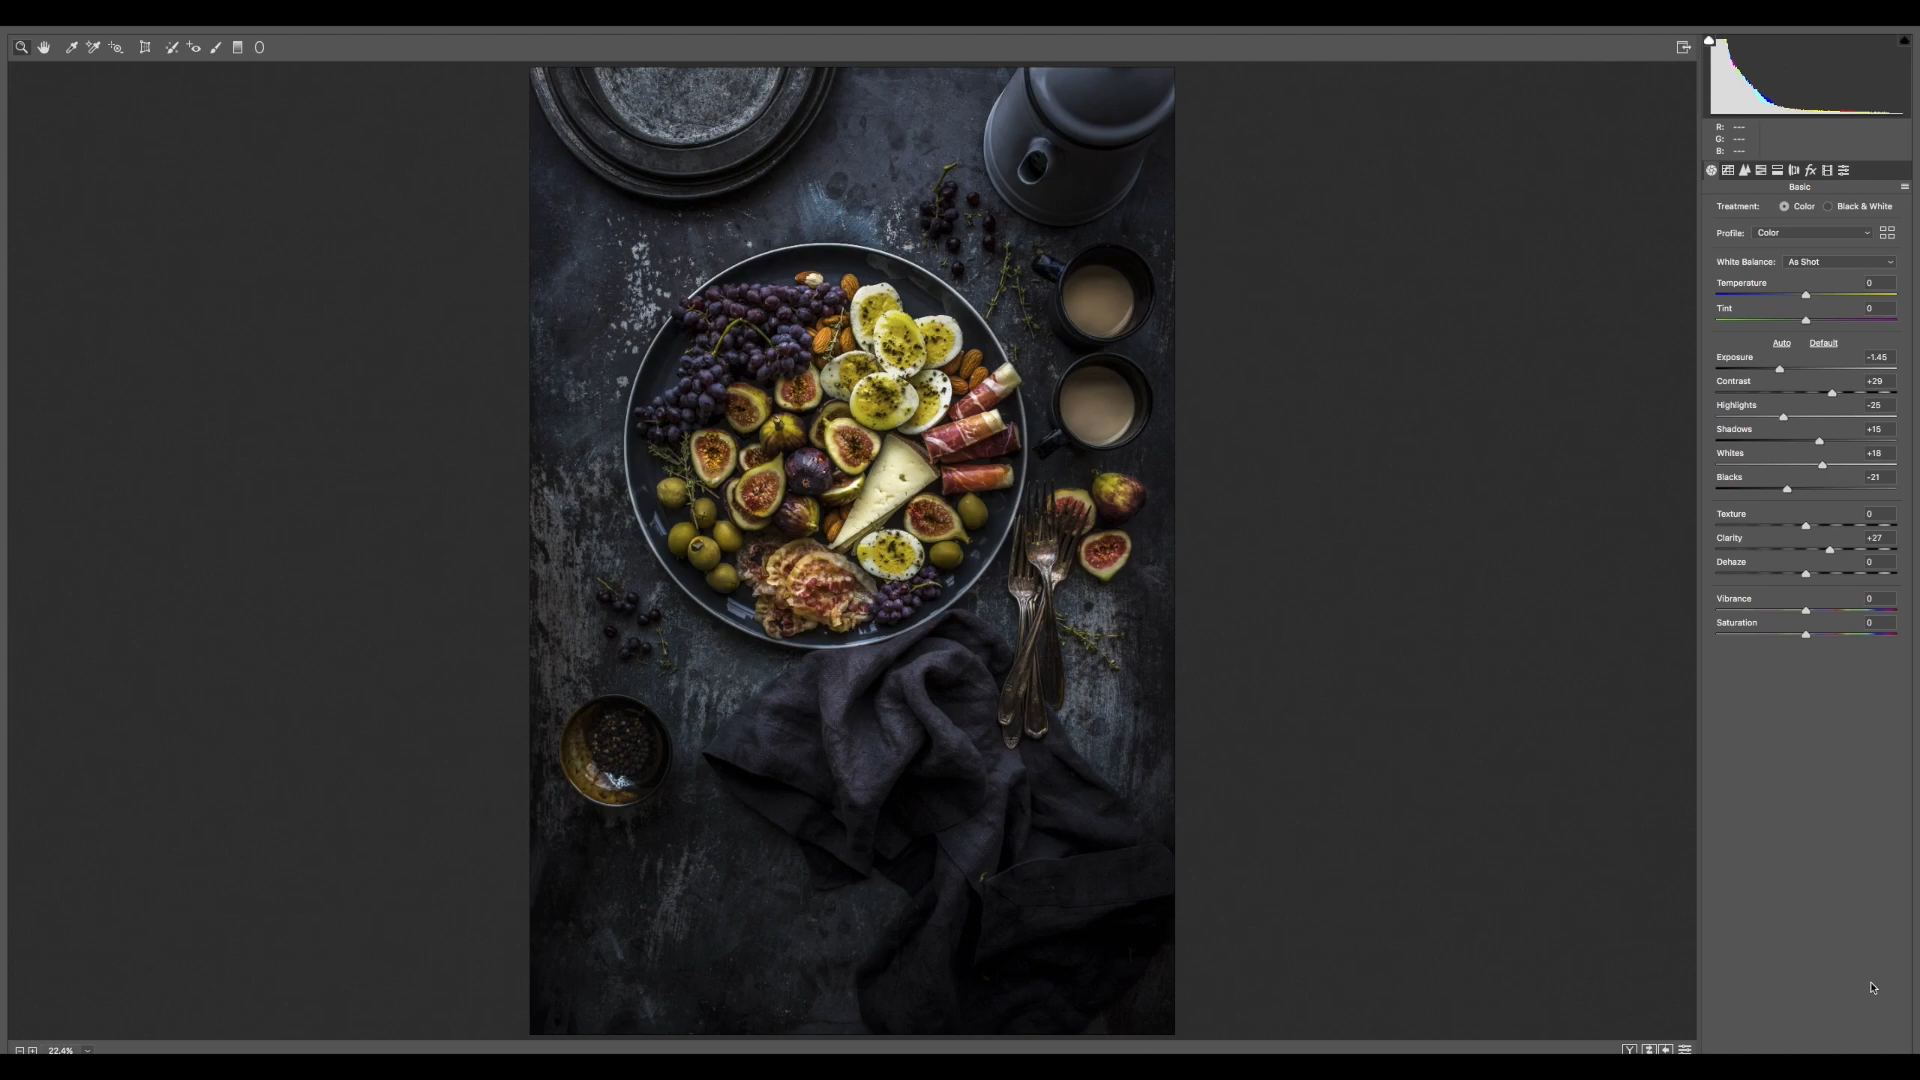 R: ---
G: ---
B: ---
fx
Basic
Treatment: Color Black & White
Profile: Color
White Balance: As Shot
Temperature 0
Tint 0
Auto Default
Exposure -1.45
Contrast +29
Highlights -25
Shadows +15
Whites +18
Blacks -21
Texture 0
Clarity +27
Dehaze 0
Vibrance 0
Saturation 0
22.4%
Y